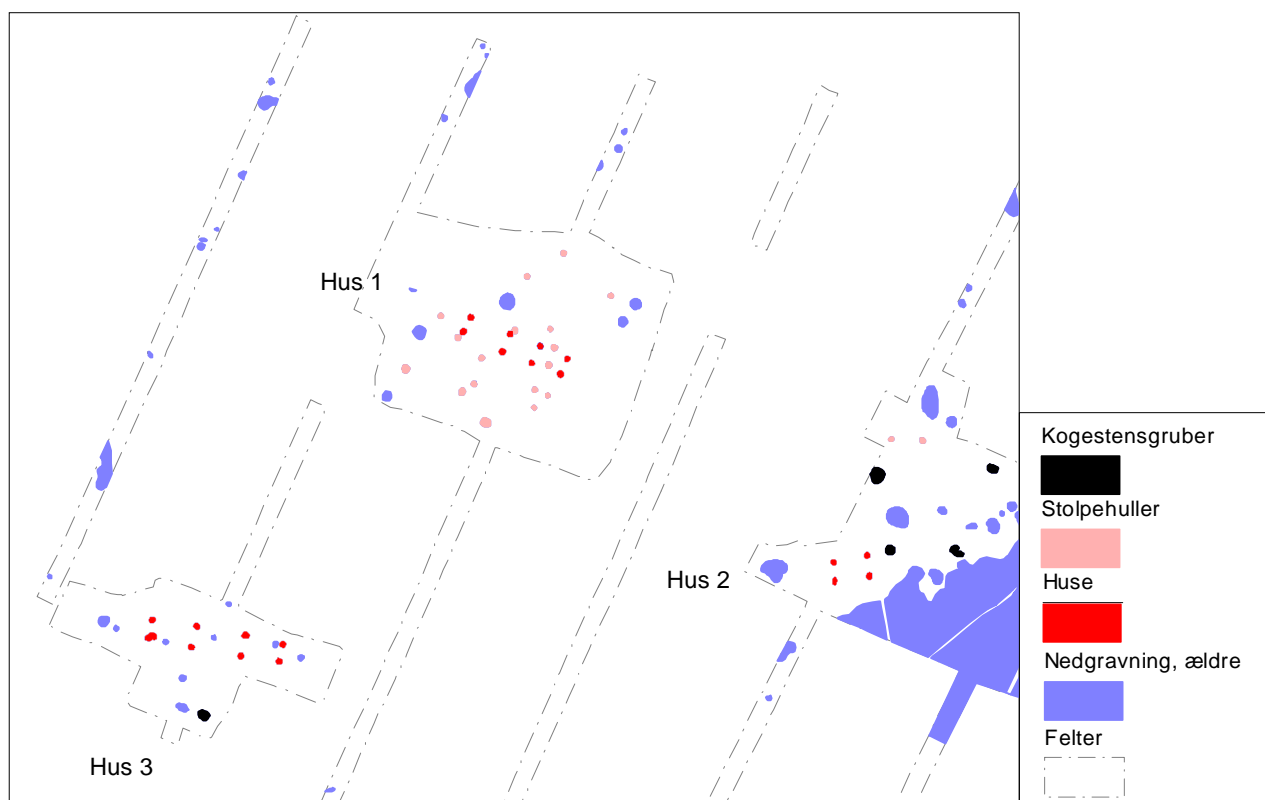 Hus 1
Hus 2
Hus 3
Kogestensgruber
Stolpehuller
Huse
Nedgravning, ældre
Felter